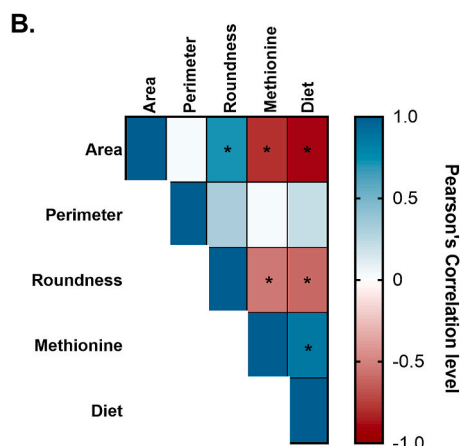 B.
Area
Perimeter
Roundness
Methionine
Diet
Area * * *
Perimeter
Roundness * *
Methionine *
Diet
1.0
0.5
0
-0.5
-1.0
Pearson's Correlation level